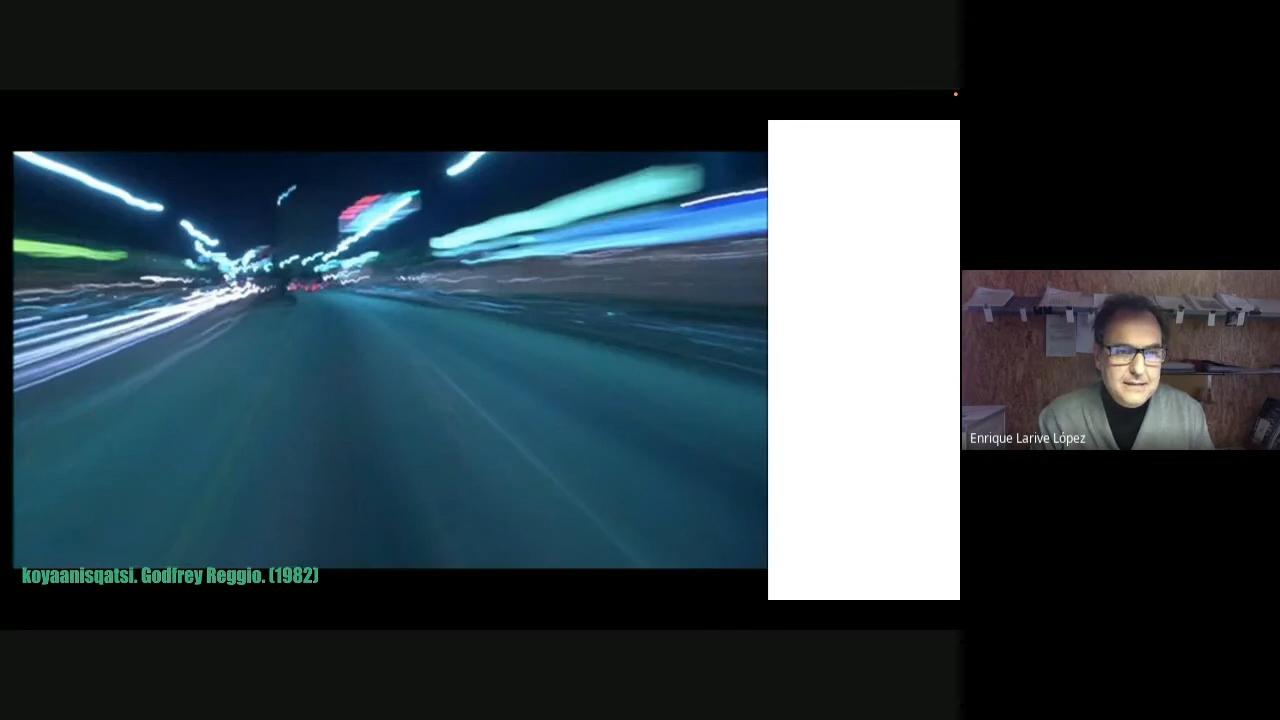 koyaanisqatsi. Godfrey Reggio. (1982)
Enrique Larive López